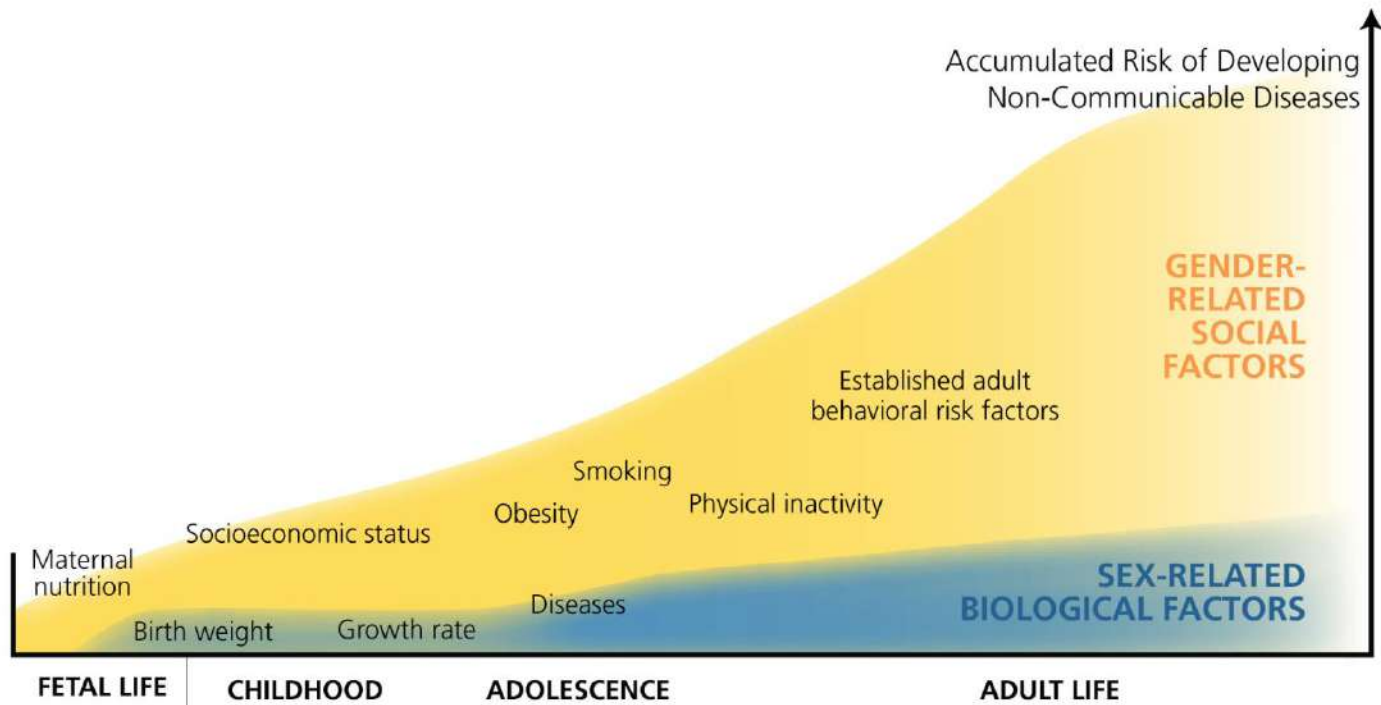 Accumulated Risk of Developing
Non-Communicable Diseases
GENDER-
RELATED
SOCIAL
FACTORS
Established adult
behavioral risk factors
Smoking
Obesity
Physical inactivity
Socioeconomic status
Maternal
nutrition
Diseases
Birth weight
Growth rate
SEX-RELATED
BIOLOGICAL FACTORS
FETAL LIFE
CHILDHOOD
ADOLESCENCE
ADULT LIFE